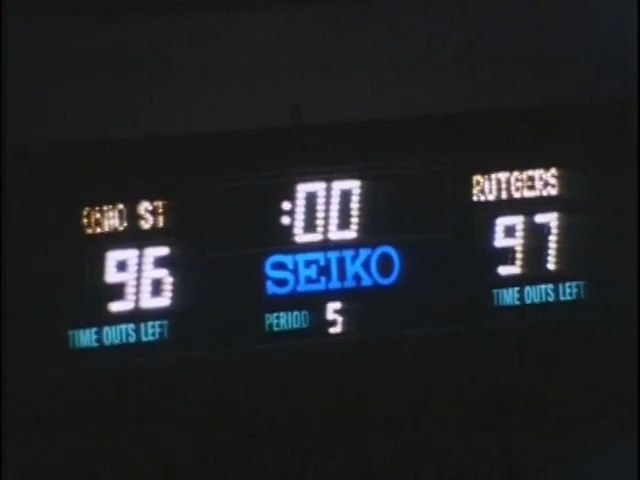 OHIO ST
:00
RUTGERS
96
SEIKO
97
TIME OUTS LEFT
PERIOD 5
TIME OUTS LEFT